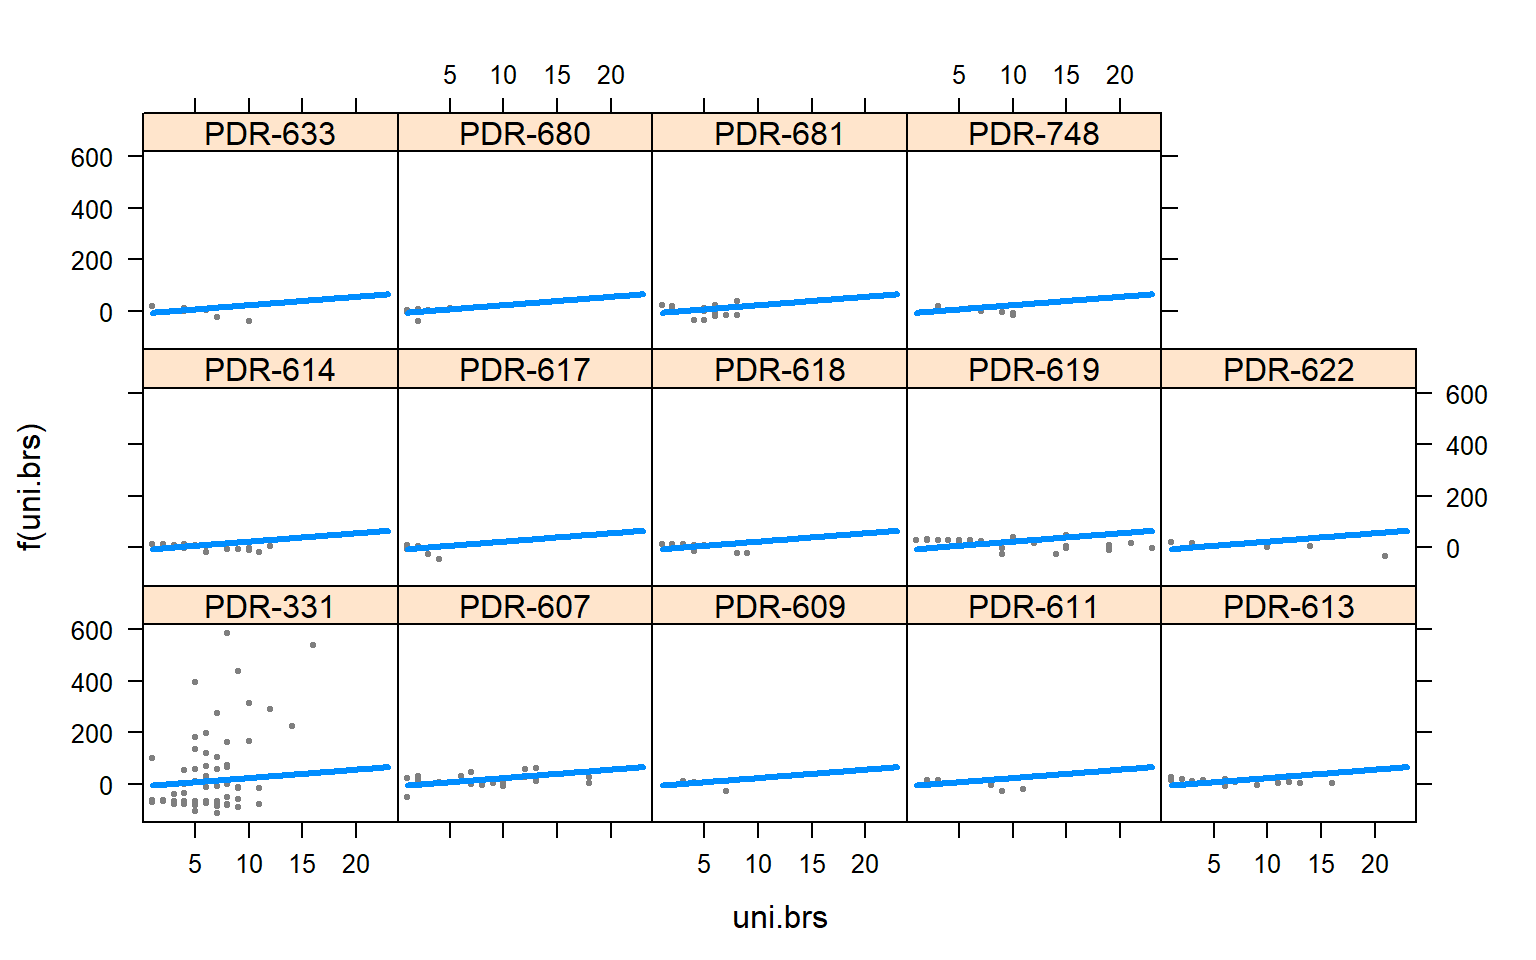 5 10 15 20 5 10 15 20
PDR-633 PDR-680 PDR-681 PDR-748
600
400
200
0
PDR-614 PDR-617 PDR-618 PDR-619 PDR-622
600
400
200
0
f(uni.brs)
PDR-331 PDR-607 PDR-609 PDR-611 PDR-613
600
400
200
0
5 10 15 20 5 10 15 20 5 10 15 20
uni.brs